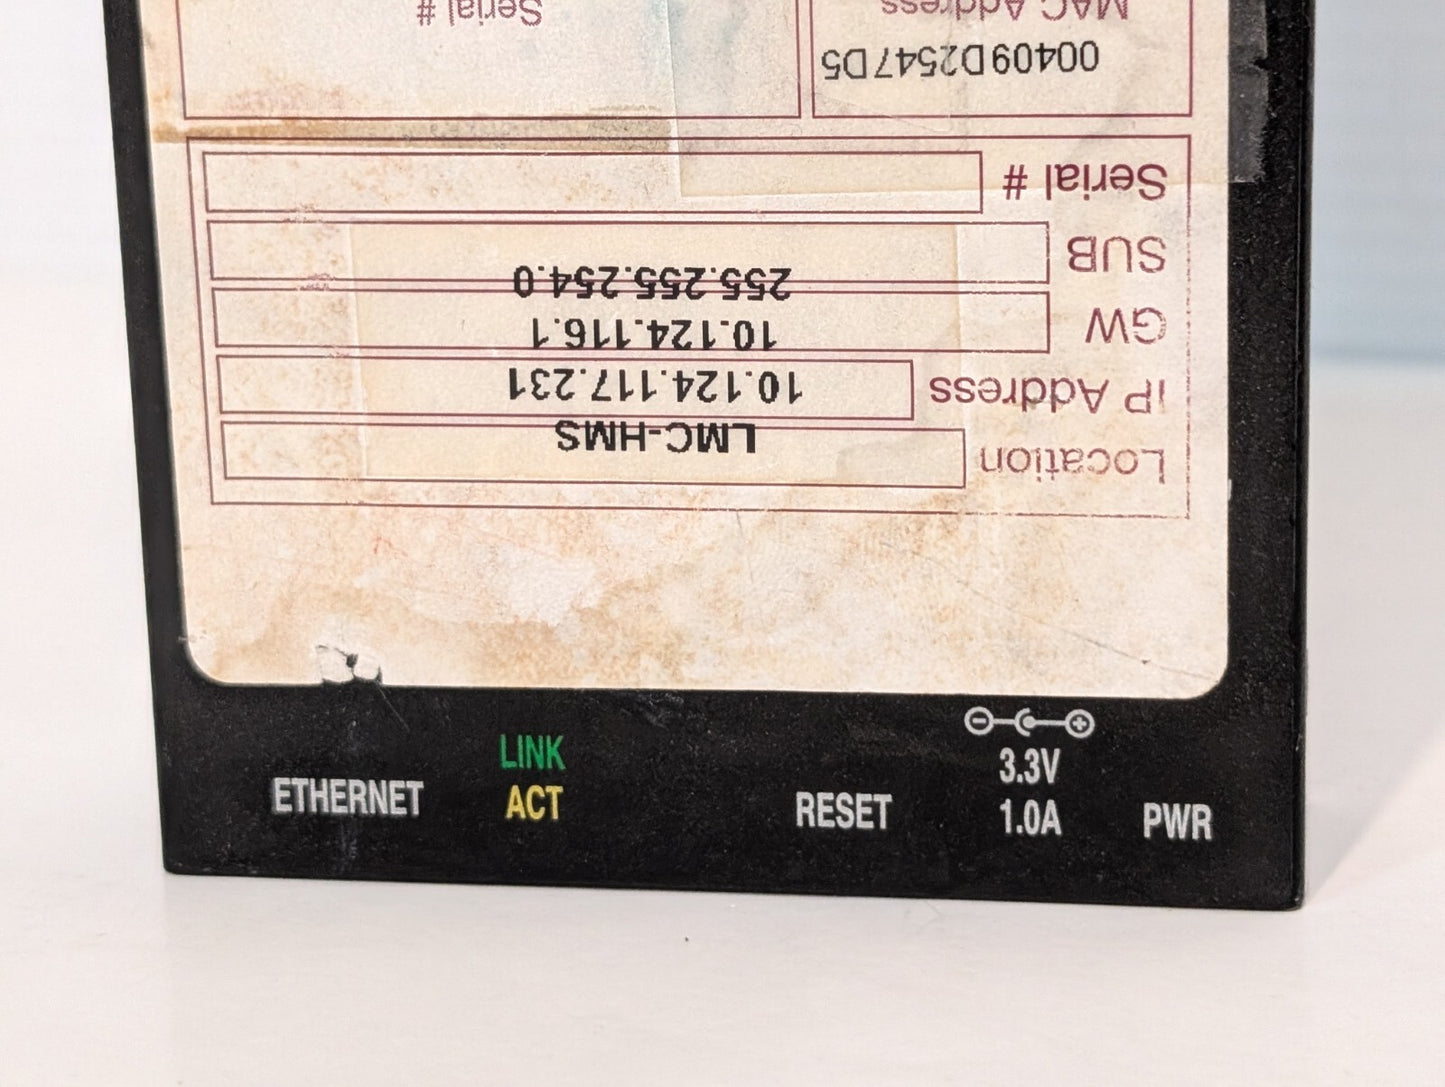 Location LMC-HMS
IP Address 10.124.117.231
GW 10.124.116.1
SUB 255.255.254.0
Serial #
00409D2547D5
MAC Address
Serial #
LINK
ETHERNET ACT RESET
3.3V
1.0A PWR